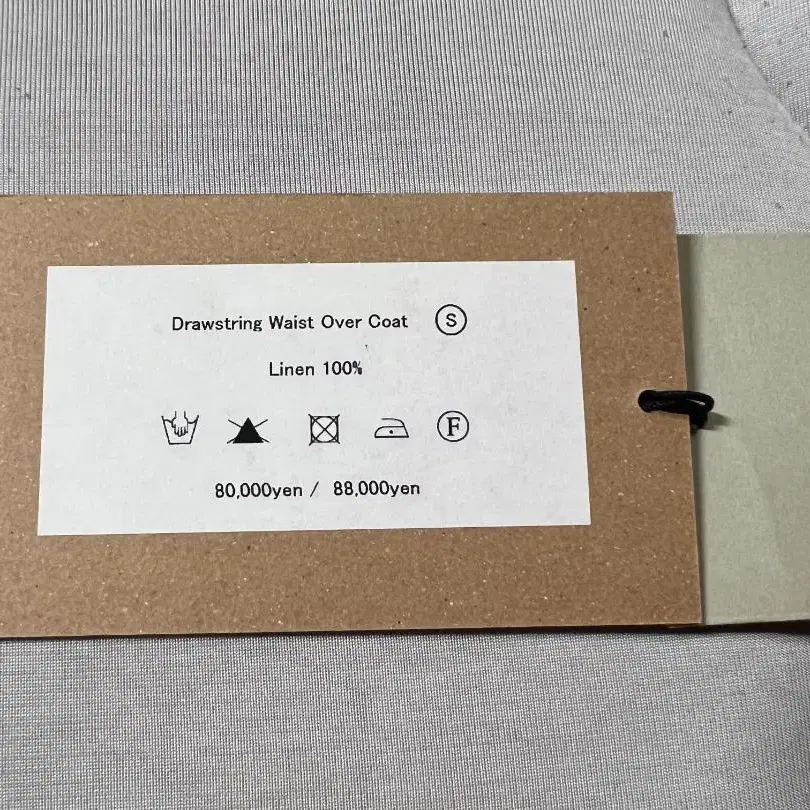 Drawstring Waist Over Coat S
Linen 100%
F
80,000yen / 88,000yen